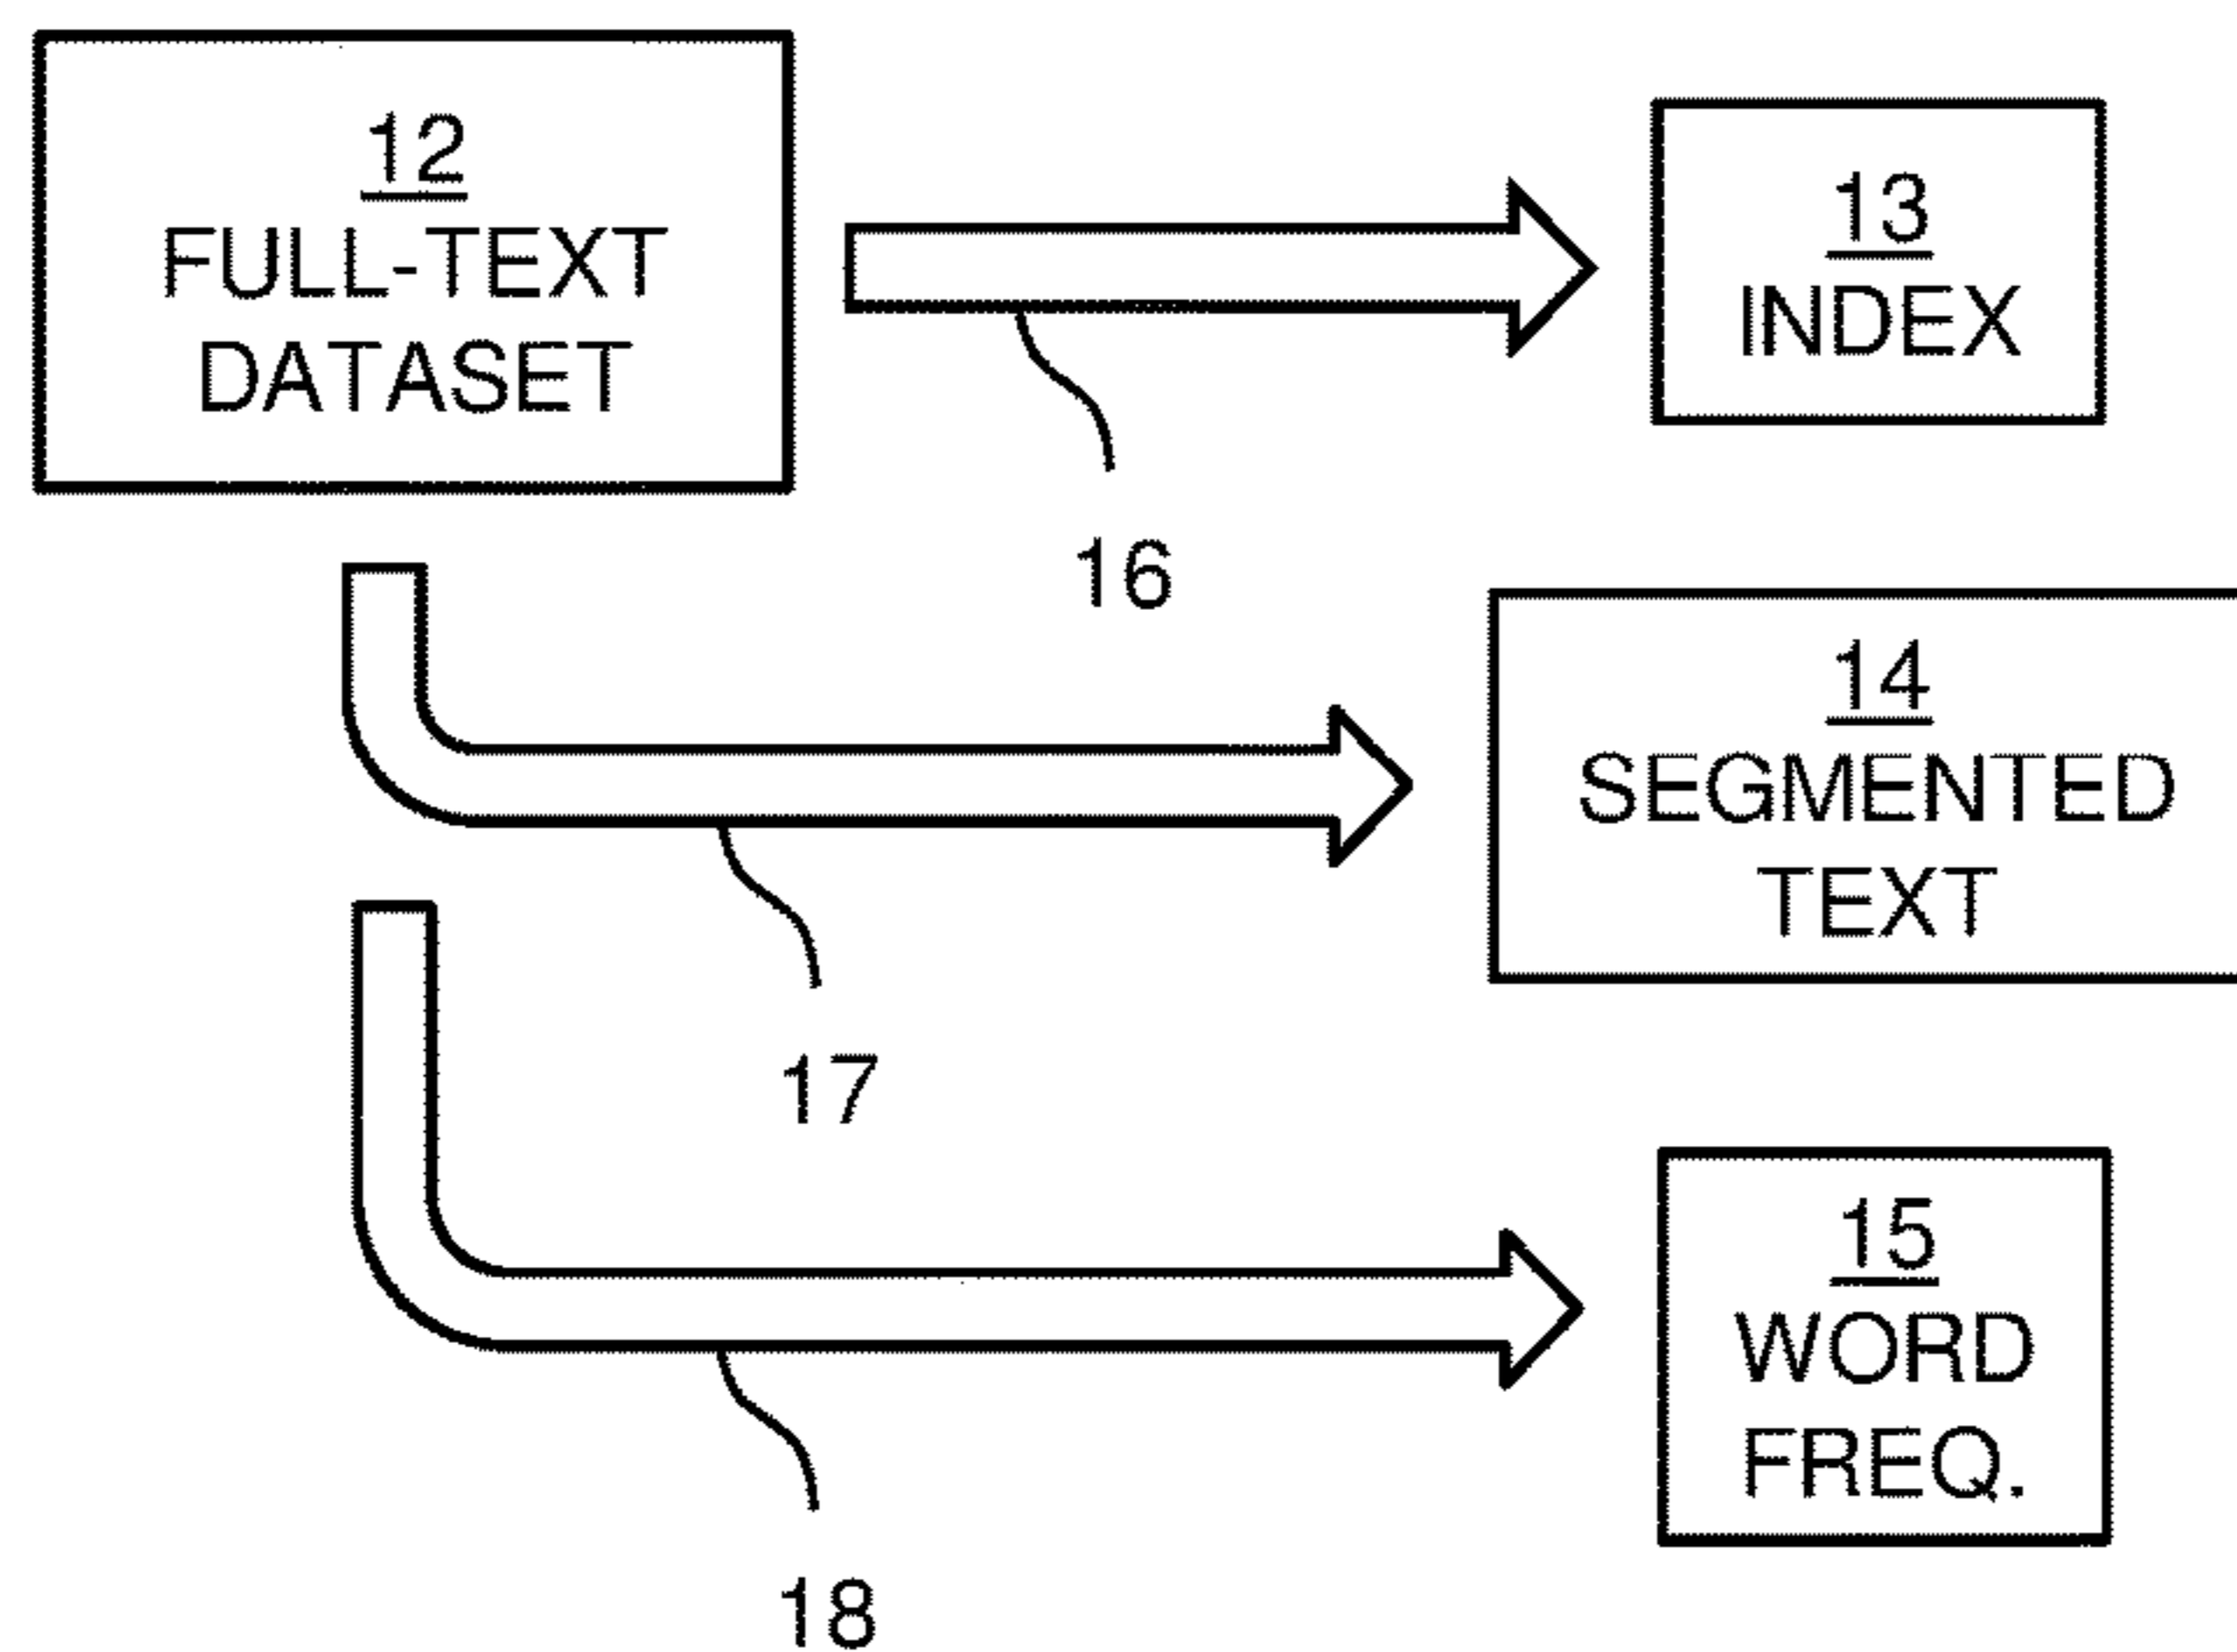 12
FULL-TEXT
DATASET
13
INDEX
16
14
SEGMENTED
TEXT
17
15
WORD
FREQ.
18